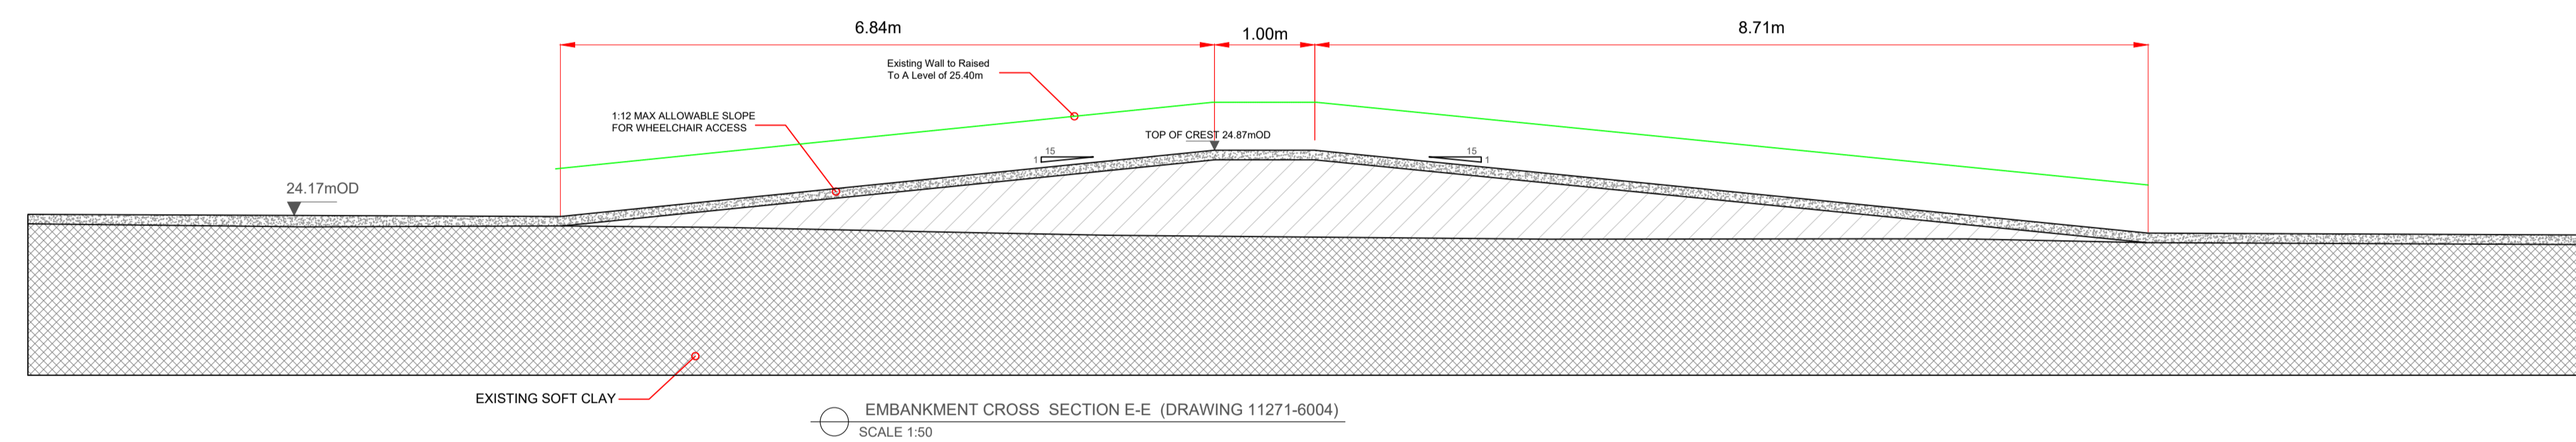 6.84m
1.00m
8.71m
Existing Wall to Raised
To A Level of 25.40m
1:12 MAX ALLOWABLE SLOPE
FOR WHEELCHAIR ACCESS
TOP OF CREST 24.87mOD
15
1
15
1
24.17mOD
EXISTING SOFT CLAY
EMBANKMENT CROSS SECTION E-E (DRAWING 11271-6004)
SCALE 1:50